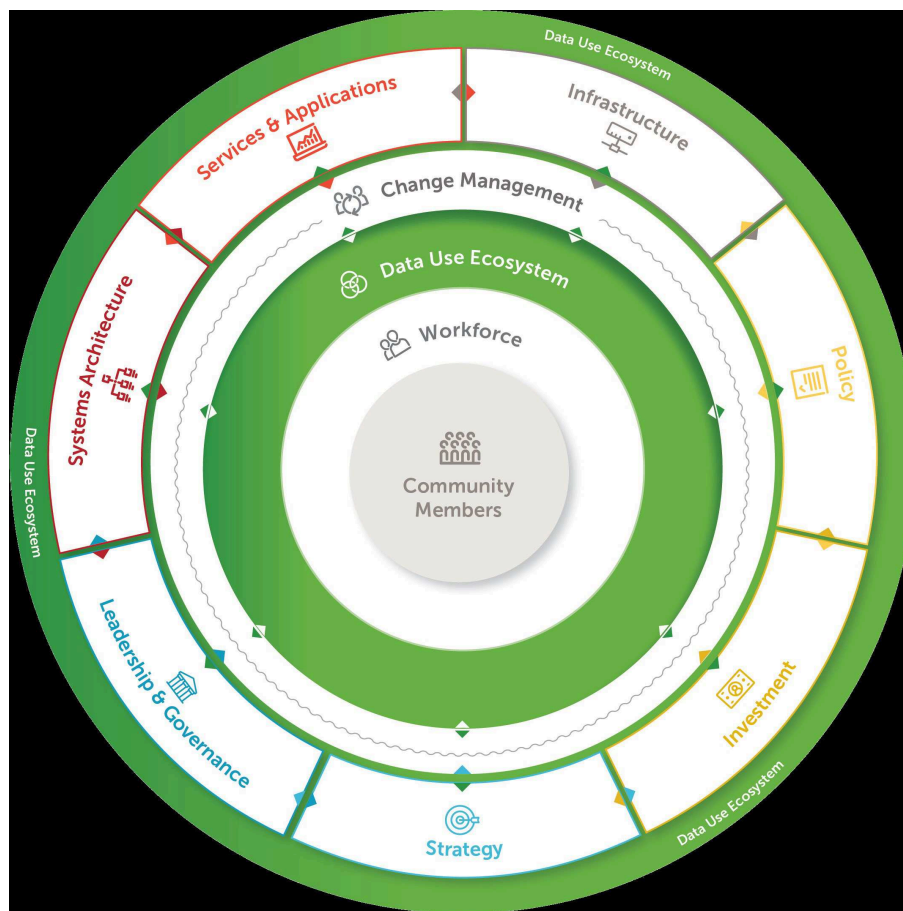 Data Use Ecosystem
Services & Applications
Infrastructure
Change Management
Data Use Ecosystem
Workforce
Systems Architecture
Policy
Community
Members
Data Use Ecosystem
Leadership & Governance
Investment
Strategy
Data Use Ecosystem